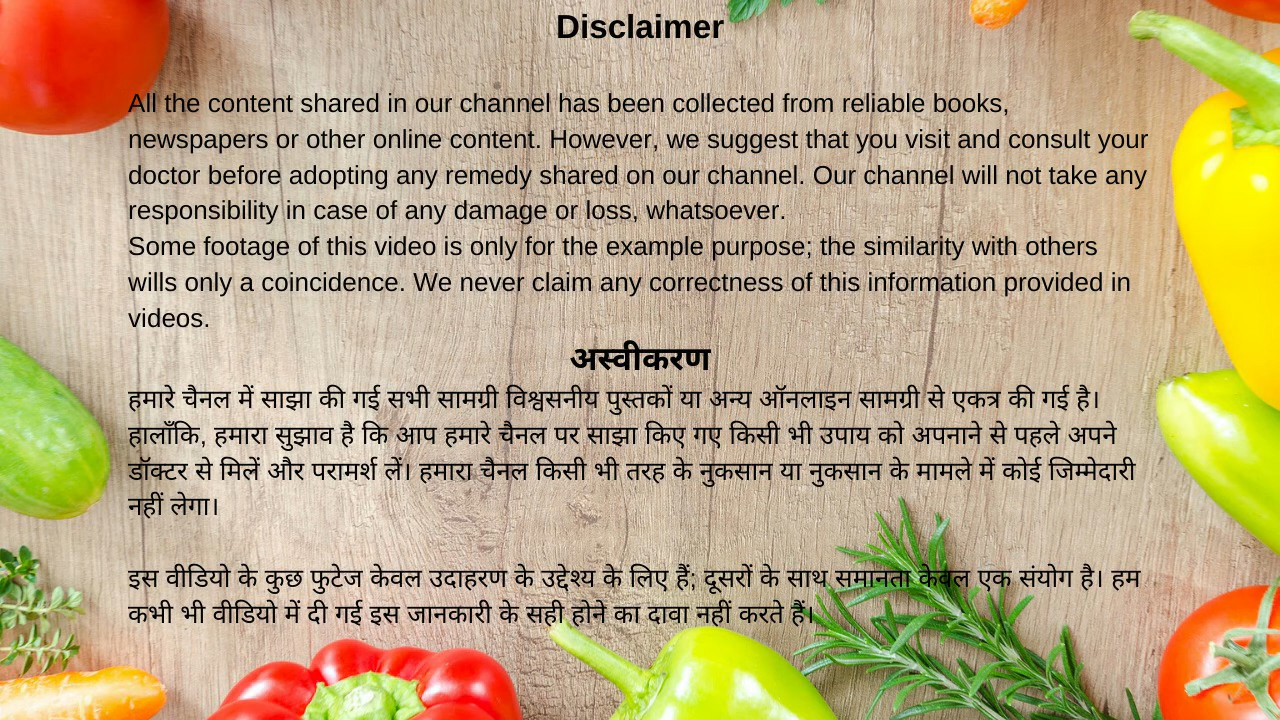 Disclaimer
All the content shared in our channel has been collected from reliable books,
newspapers or other online content. However, we suggest that you visit and consult your
doctor before adopting any remedy shared on our channel. Our channel will not take any
responsibility in case of any damage or loss, whatsoever.
Some footage of this video is only for the example purpose; the similarity with others
wills only a coincidence. We never claim any correctness of this information provided in
videos.
अस्वीकरण
हमारे चैनल में साझा की गई सभी सामग्री विश्वसनीय पुस्तकों या अन्य ऑनलाइन सामग्री से एकत्र की गई है।
हालाँकि, हमारा सुझाव है कि आप हमारे चैनल पर साझा किए गए किसी भी उपाय को अपनाने से पहले अपने
डॉक्टर से मिलें और परामर्श लें। हमारा चैनल किसी भी तरह के नुकसान या नुकसान के मामले में कोई जिम्मेदारी
नहीं लेगा।
इस वीडियो के कुछ फुटेज केवल उदाहरण के उद्देश्य के लिए हैं; दूसरों के साथ समानता केवल एक संयोग है। हम
कभी भी वीडियो में दी गई इस जानकारी के सही होने का दावा नहीं करते हैं।